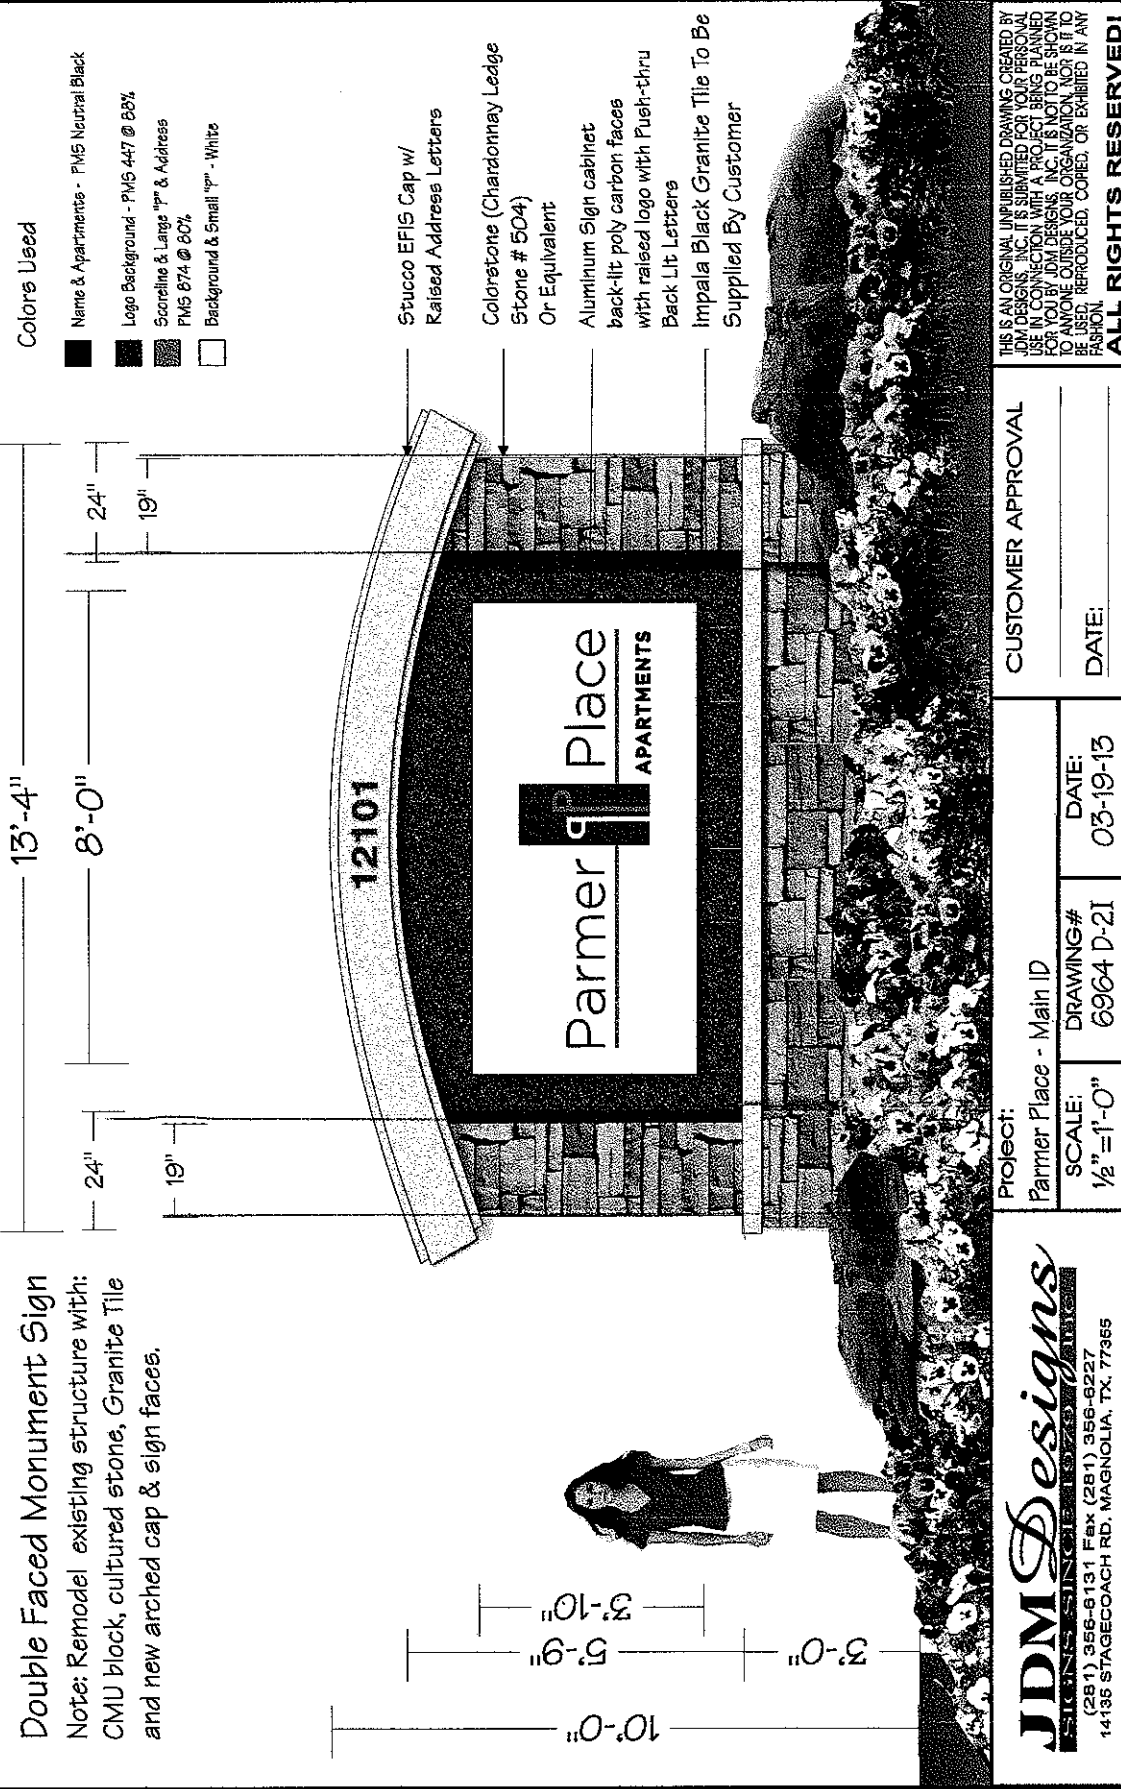 Double Faced Monument Sign
Note: Remodel existing structure with:
CMU block, cultured stone, Granite Tile
and new arched cap & sign faces.
13'-4"
8'-0"
24"
19"
24"
19"
Colors Used
Name & Apartments - PMS Neutral Black
Logo Background - PMS 447 @ 88%
Scoreline & Large "P" & Address
PMS 874 @ 80%
Background & Small "P" - White
Stucco EFIS Cap w/
Raised Address Letters
Colorstone (Chardonnay Ledge
Stone # 504)
Or Equivalent
Aluminum Sign cabinet
back-lit poly carbon faces
with raised logo with Push-thru
Back Lit Letters
Impala Black Granite Tile To Be
Supplied By Customer
12101
Parmer P Place
APARTMENTS
10'-0"
5'-9"
3'-10"
3'-0"
JDM Designs
SIGNS SINCE 1979 INC
(281) 356-6131 Fax (281) 356-6227
14135 STAGECOACH RD, MAGNOLIA, TX, 77355
Project:
Parmer Place - Main ID
SCALE:
½"=1'-0"
DRAWING#
6964 D-2I
DATE:
03-19-13
CUSTOMER APPROVAL
DATE:
THIS IS AN ORIGINAL UNPUBLISHED DRAWING CREATED BY
JDM DESIGNS, INC. IT IS SUBMITTED FOR YOUR PERSONAL
USE IN CONNECTION WITH A PROJECT BEING PLANNED
FOR YOU BY JDM DESIGNS, INC. IT IS NOT TO BE SHOWN
TO ANYONE OUTSIDE YOUR ORGANIZATION, NOR IS IT TO
BE USED, REPRODUCED, COPIED, OR EXHIBITED IN ANY
FASHION.
ALL RIGHTS RESERVED!